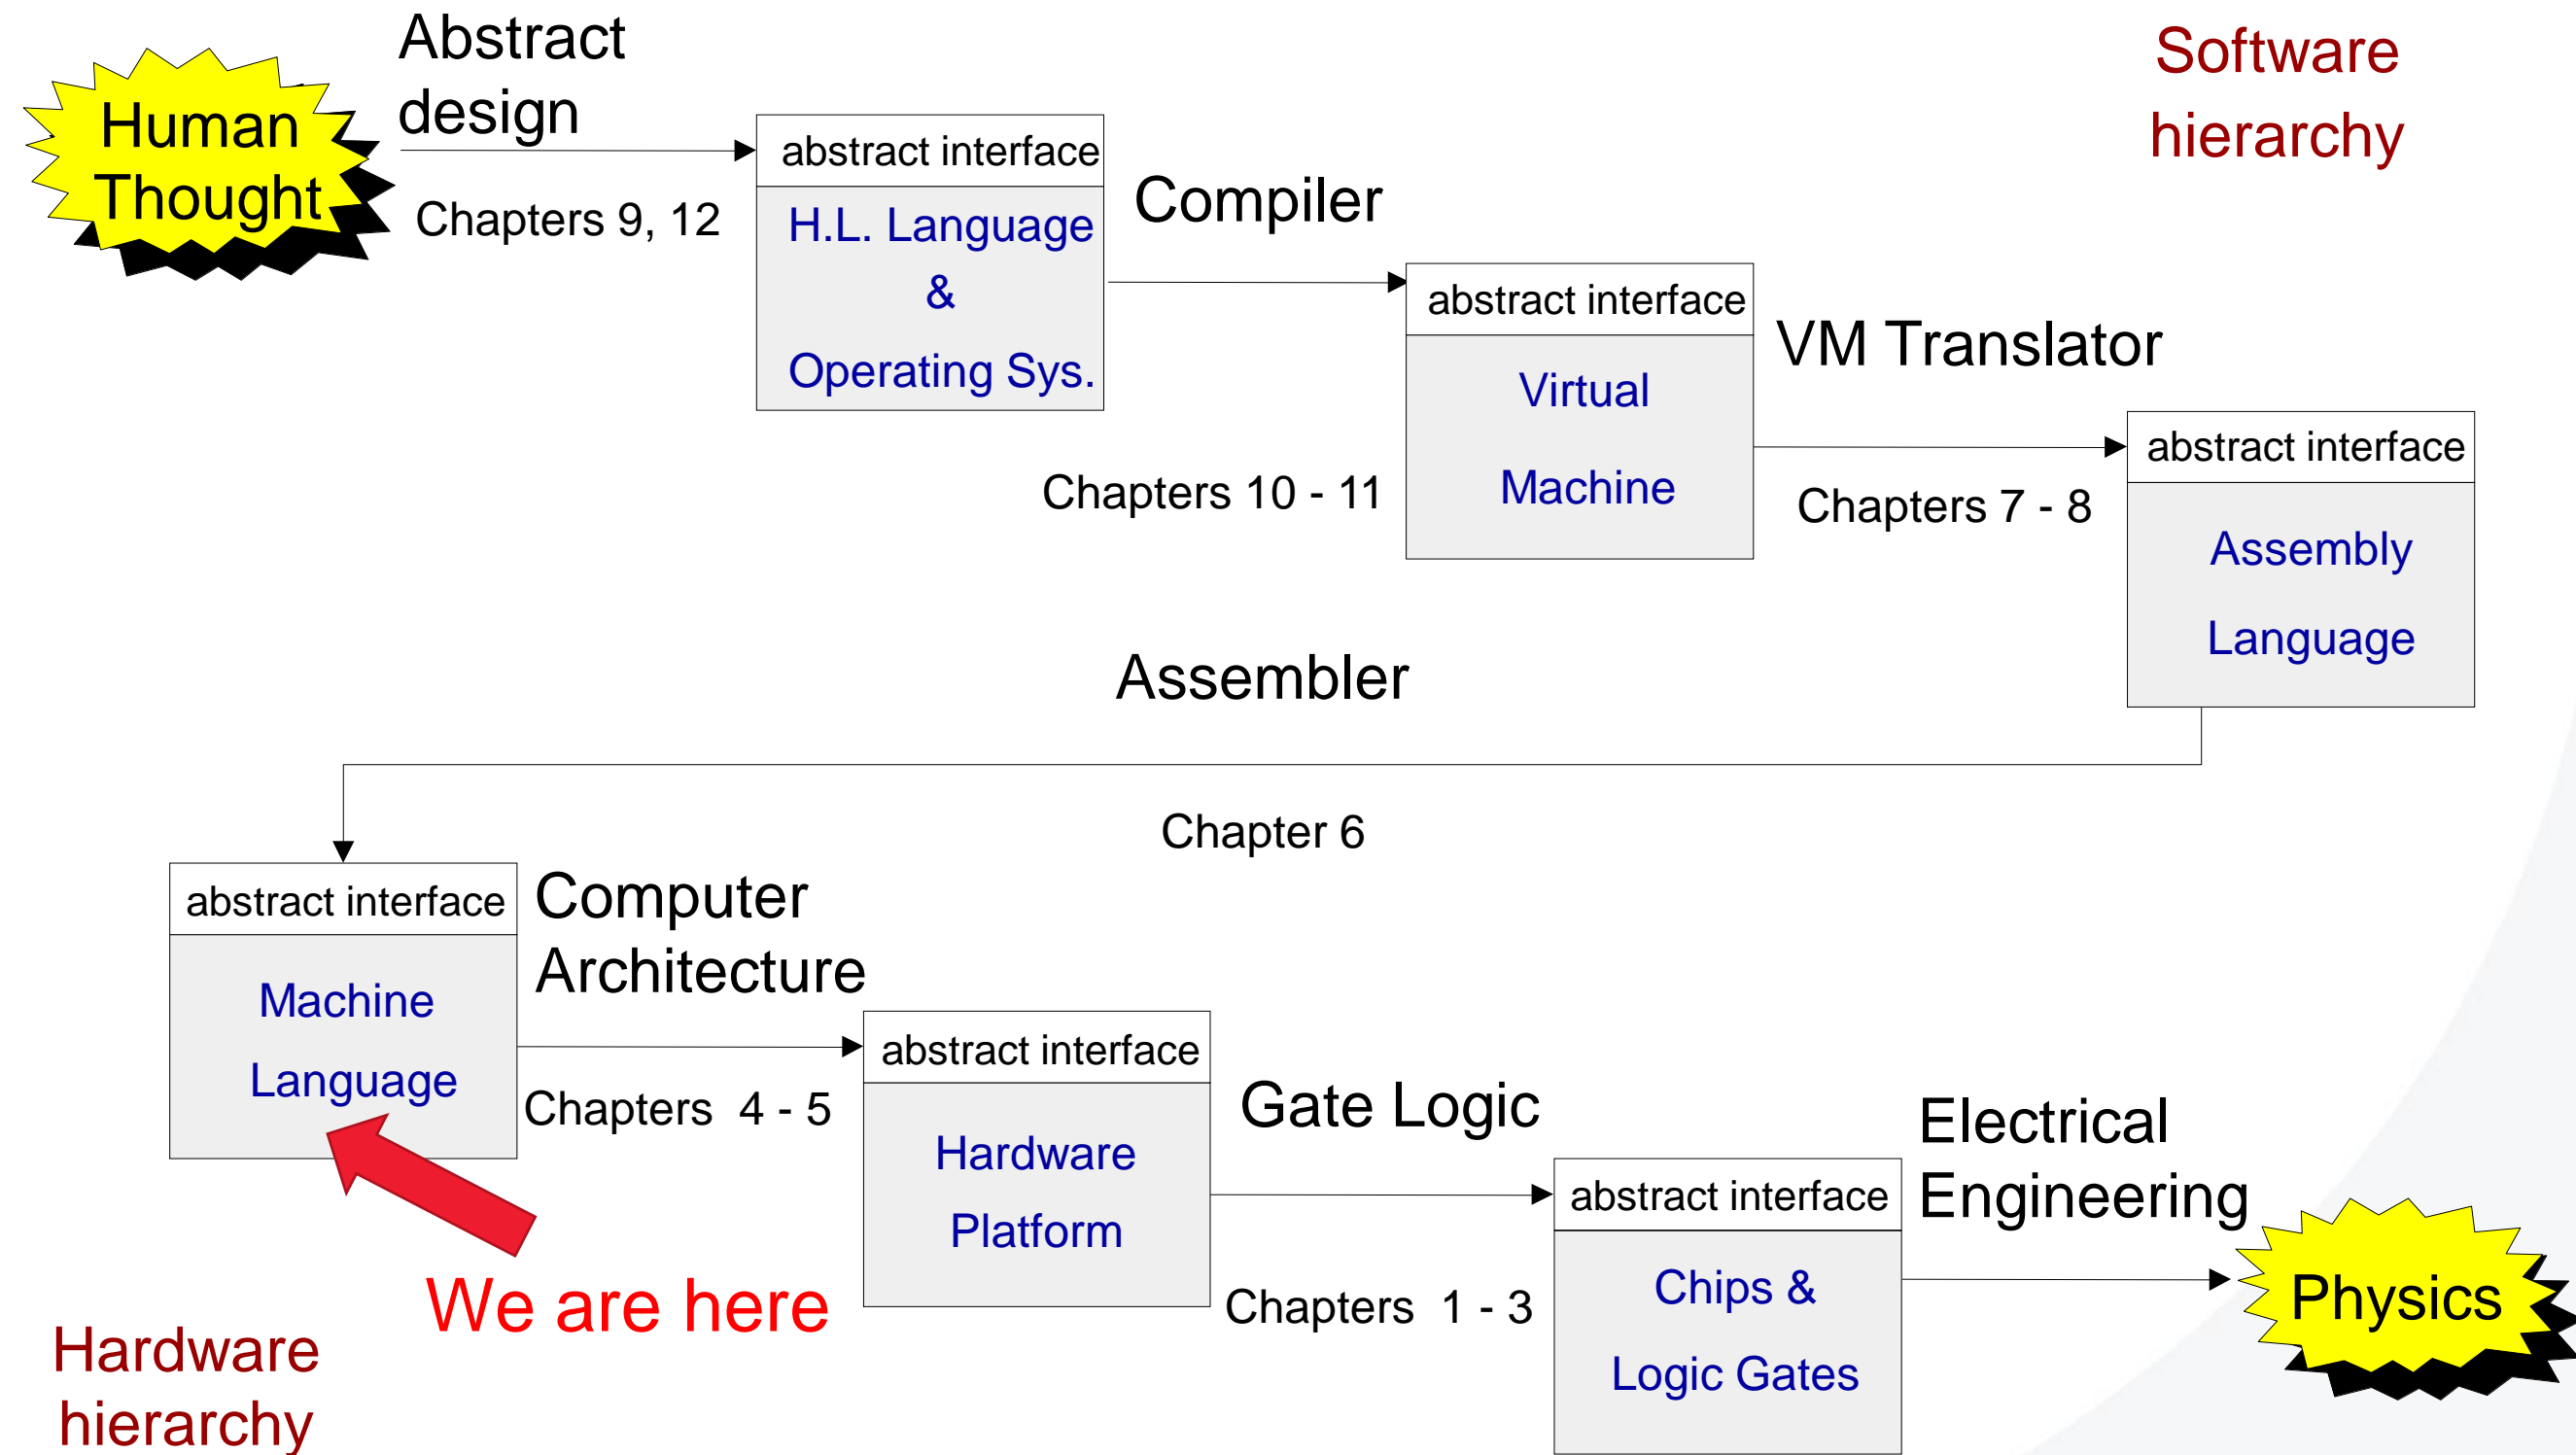 Human
Thought
Abstract
design
Chapters 9, 12
abstract interface
H.L. Language
&
Operating Sys.
Compiler
Chapters 10 - 11
abstract interface
Virtual
Machine
VM Translator
Chapters 7 - 8
abstract interface
Assembly
Language
Software
hierarchy
Assembler
Chapter 6
abstract interface
Machine
Language
Computer
Architecture
Chapters 4 - 5
abstract interface
Hardware
Platform
Gate Logic
Chapters 1 - 3
abstract interface
Chips &
Logic Gates
Electrical
Engineering
Physics
We are here
Hardware
hierarchy